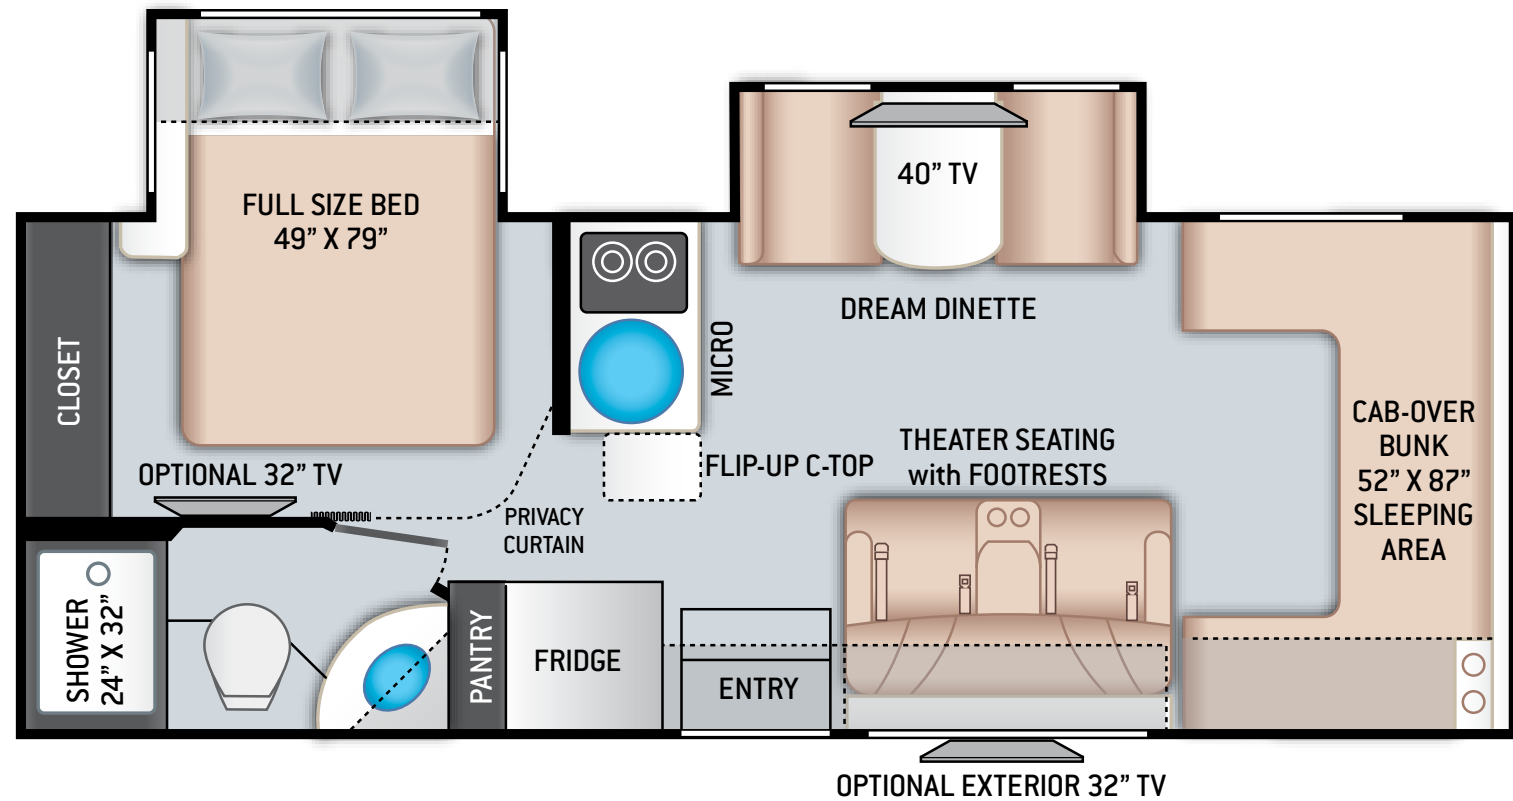 FULL SIZE BED
49” X 79”
40” TV
DREAM DINETTE
CLOSET
MICRO
CAB-OVER
BUNK
52” X 87”
SLEEPING
AREA
THEATER SEATING
with FOOTRESTS
FLIP-UP C-TOP
OPTIONAL 32” TV
PRIVACY
CURTAIN
SHOWER
24” X 32”
PANTRY
FRIDGE
ENTRY
OPTIONAL EXTERIOR 32” TV